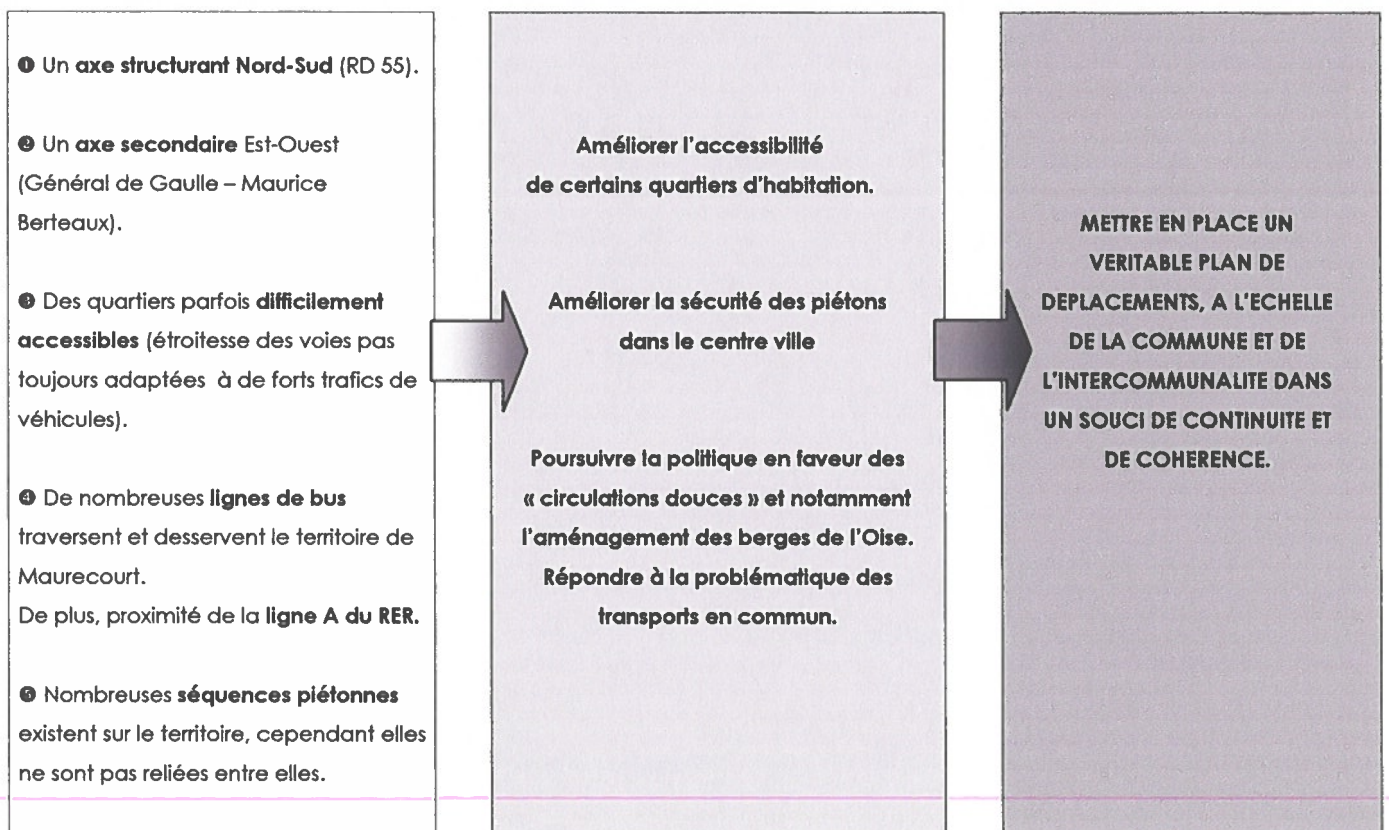 ❶ Un axe structurant Nord-Sud (RD 55).
❷ Un axe secondaire Est-Ouest
(Général de Gaulle – Maurice
Berteaux).
❸ Des quartiers parfois difficilement
accessibles (étroitesse des voies pas
toujours adaptées à de forts trafics de
véhicules).
❹ De nombreuses lignes de bus
traversent et desservent le territoire de
Maurecourt.
De plus, proximité de la ligne A du RER.
❺ Nombreuses séquences piétonnes
existent sur le territoire, cependant elles
ne sont pas reliées entre elles.
Améliorer l'accessibilité
de certains quartiers d'habitation.
Améliorer la sécurité des piétons
dans le centre ville
Poursuivre la politique en faveur des
« circulations douces » et notamment
l'aménagement des berges de l'Oise.
Répondre à la problématique des
transports en commun.
METTRE EN PLACE UN
VERITABLE PLAN DE
DEPLACEMENTS, A L'ECHELLE
DE LA COMMUNE ET DE
L'INTERCOMMUNALITE DANS
UN SOUCI DE CONTINUITE ET
DE COHERENCE.